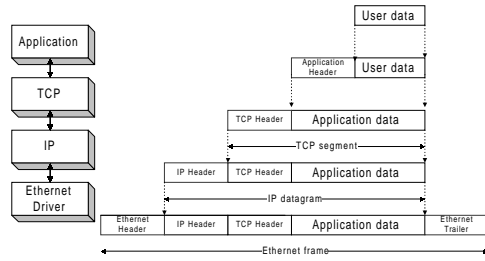 User data
Application
Application
Header
User data
TCP
TCP Header
Application data
TCP segment
IP
IP Header
TCP Header
Application data
IP datagram
Ethernet
Driver
Ethernet
Header
IP Header
TCP Header
Application data
Ethernet
Trailer
Ethernet frame